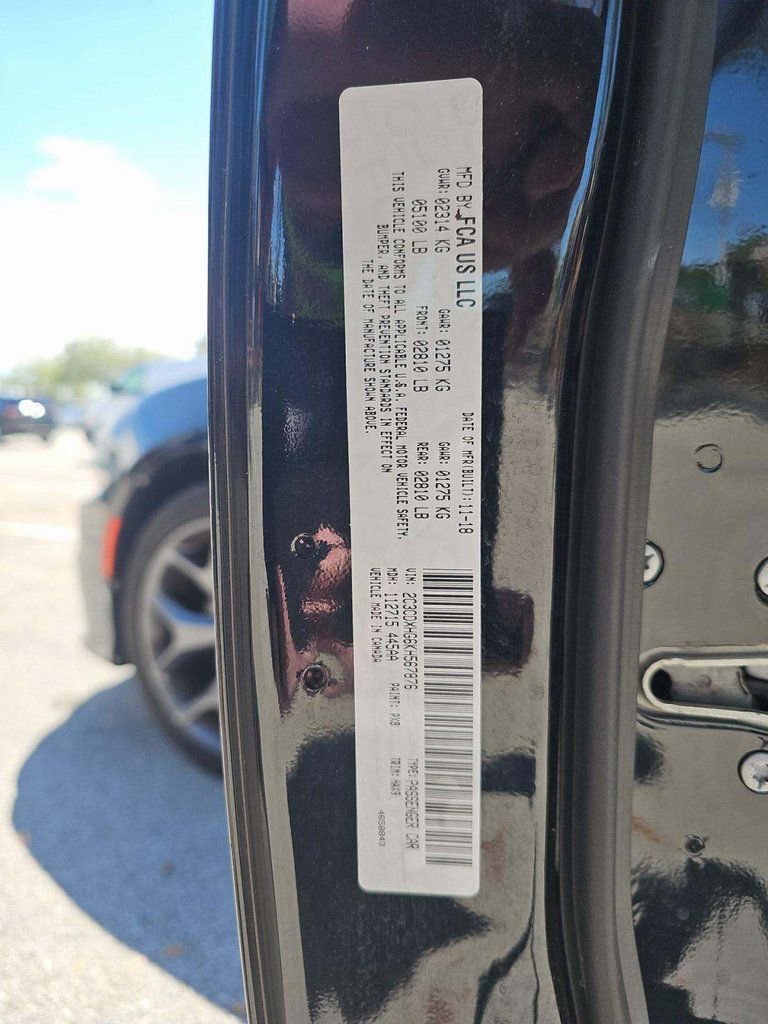 MFD BY FCA US LLC
DATE OF MFR(BUILT): 11-18
GVWR: 02314 KG GAWR: 01275 KG GAWR: 01275 KG
05100 LB FRONT: 02810 LB REAR: 02810 LB
THIS VEHICLE CONFORMS TO ALL APPLICABLE U.S.A. FEDERAL MOTOR VEHICLE SAFETY,
BUMPER, AND THEFT PREVENTION STANDARDS IN EFFECT ON
THE DATE OF MANUFACTURE SHOWN ABOVE.
VIN: 2C3CDXHG6KH567876 TYPE: PASSENGER CAR
MDH: 112715 445AA PAINT: PX8 TRIM: HAX9
VEHICLE MADE IN CANADA
4658843